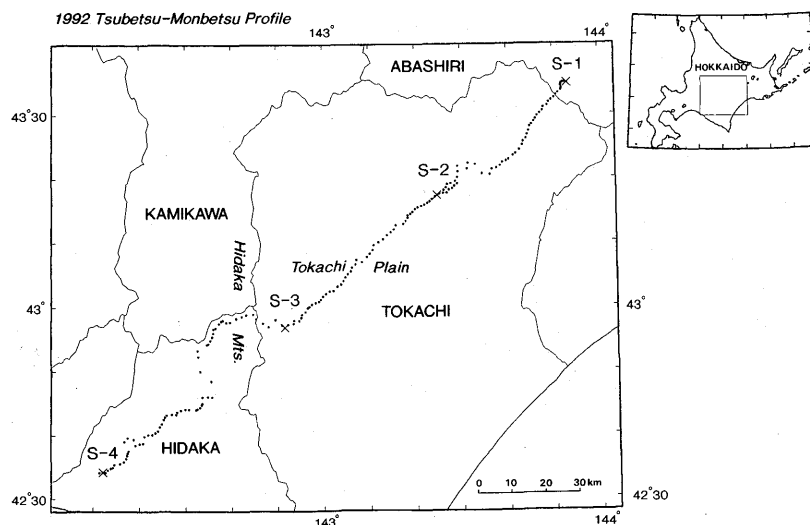 1992 Tsubetsu-Monbetsu Profile
143°
144°
ABASHIRI
S-1
HOKKAIDO
43°30'
S-2
KAMIKAWA
Hidaka
Tokachi Plain
S-3
43°
TOKACHI
43°
Mts.
S-4
HIDAKA
0 10 20 30 km
42°30'
42°30'
143°
144°